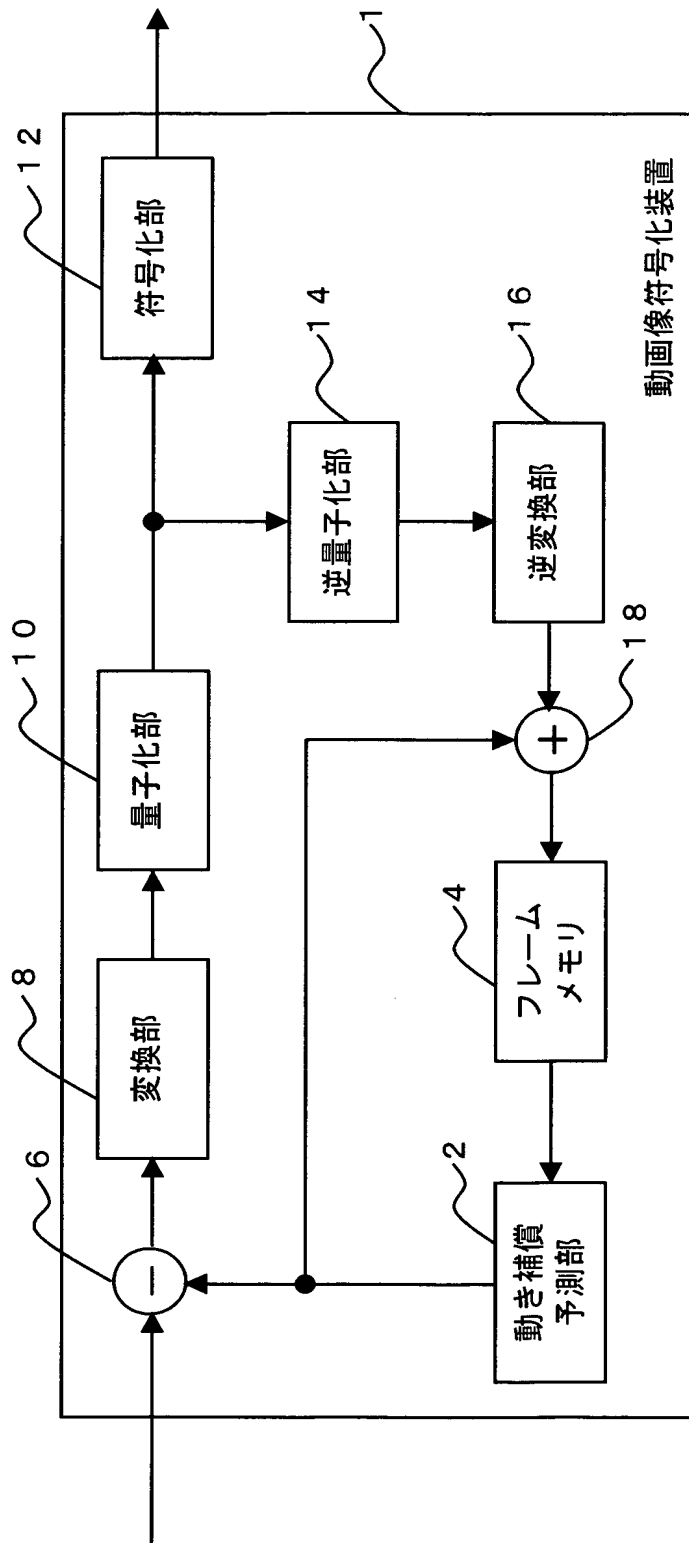 1
12
符号化部
10
量子化部
8
変換部
6
−
14
逆量子化部
16
逆変換部
18
+
4
フレーム
メモリ
2
動き補償
予測部
動画像符号化装置